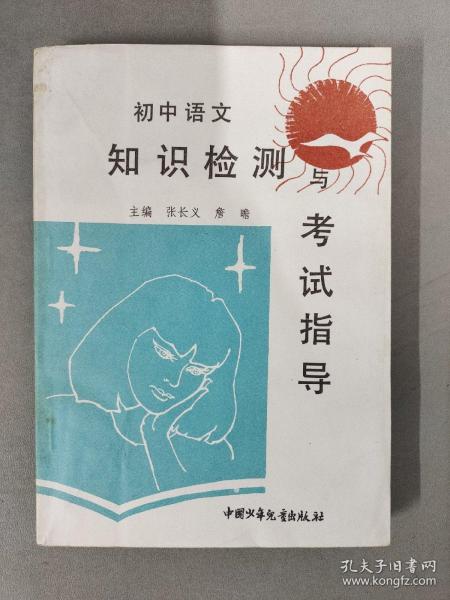 初中语文
知识检测
与
考试指导
主编 张长义 詹瞻
中国少年儿童出版社
孔夫子旧书网
www.kongfz.com